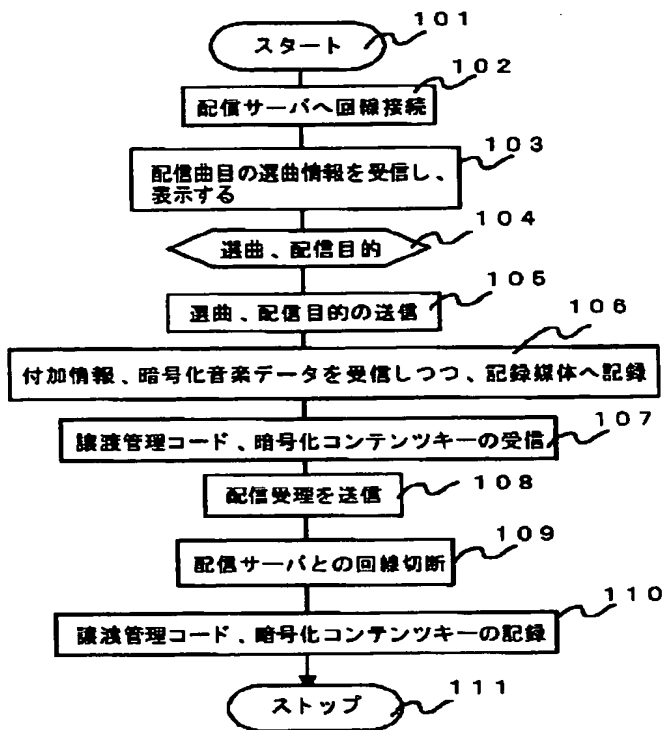 101
スタート
102
配信サーバへ回線接続
103
配信曲目の選曲情報を受信し、
表示する
104
選曲、配信目的
105
選曲、配信目的の送信
106
付加情報、暗号化音楽データを受信しつつ、記録媒体へ記録
107
譲渡管理コード、暗号化コンテンツキーの受信
108
配信受理を送信
109
配信サーバとの回線切断
110
譲渡管理コード、暗号化コンテンツキーの記録
111
ストップ